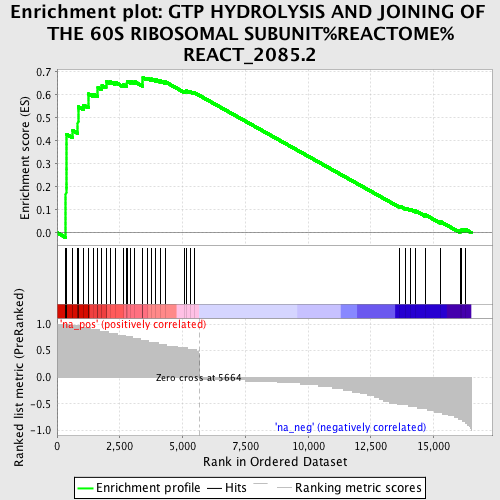 Enrichment plot: GTP HYDROLYSIS AND JOINING OF
THE 60S RIBOSOMAL SUBUNIT%REACTOME%
REACT_2085.2
Enrichment score (ES)
0.7
0.6
0.5
0.4
0.3
0.2
0.1
0.0
Ranked list metric (PreRanked)
1.0
0.5
0.0
-0.5
-1.0
'na_pos' (positively correlated)
Zero cross at 5664
'na_neg' (negatively correlated)
0 2,500 5,000 7,500 10,000 12,500 15,000
Rank in Ordered Dataset
Enrichment profile Hits Ranking metric scores